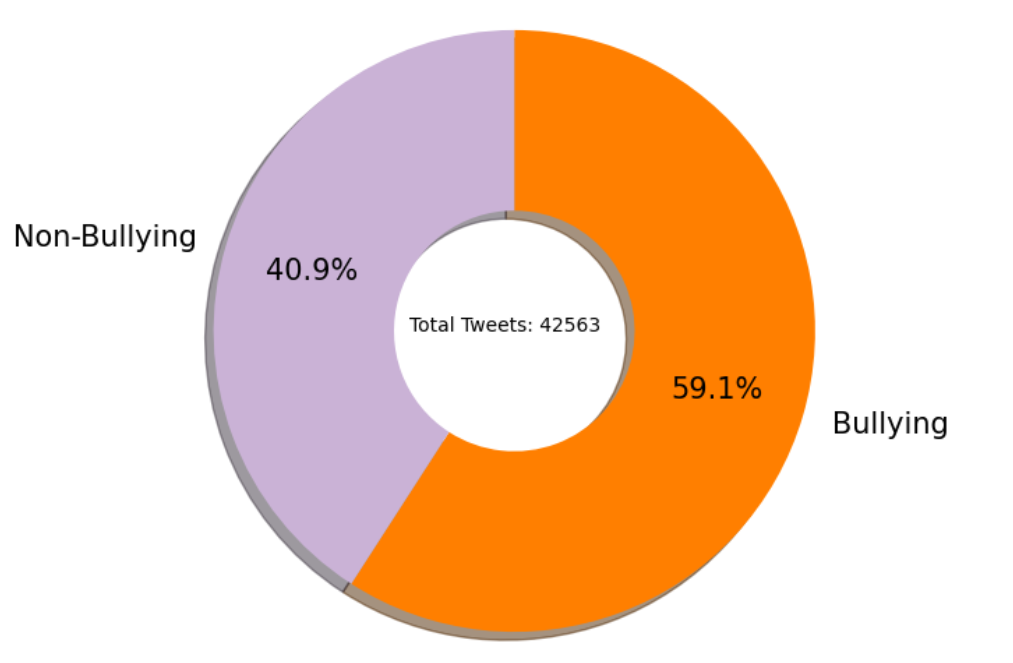 Non-Bullying
40.9%
Total Tweets: 42563
59.1%
Bullying